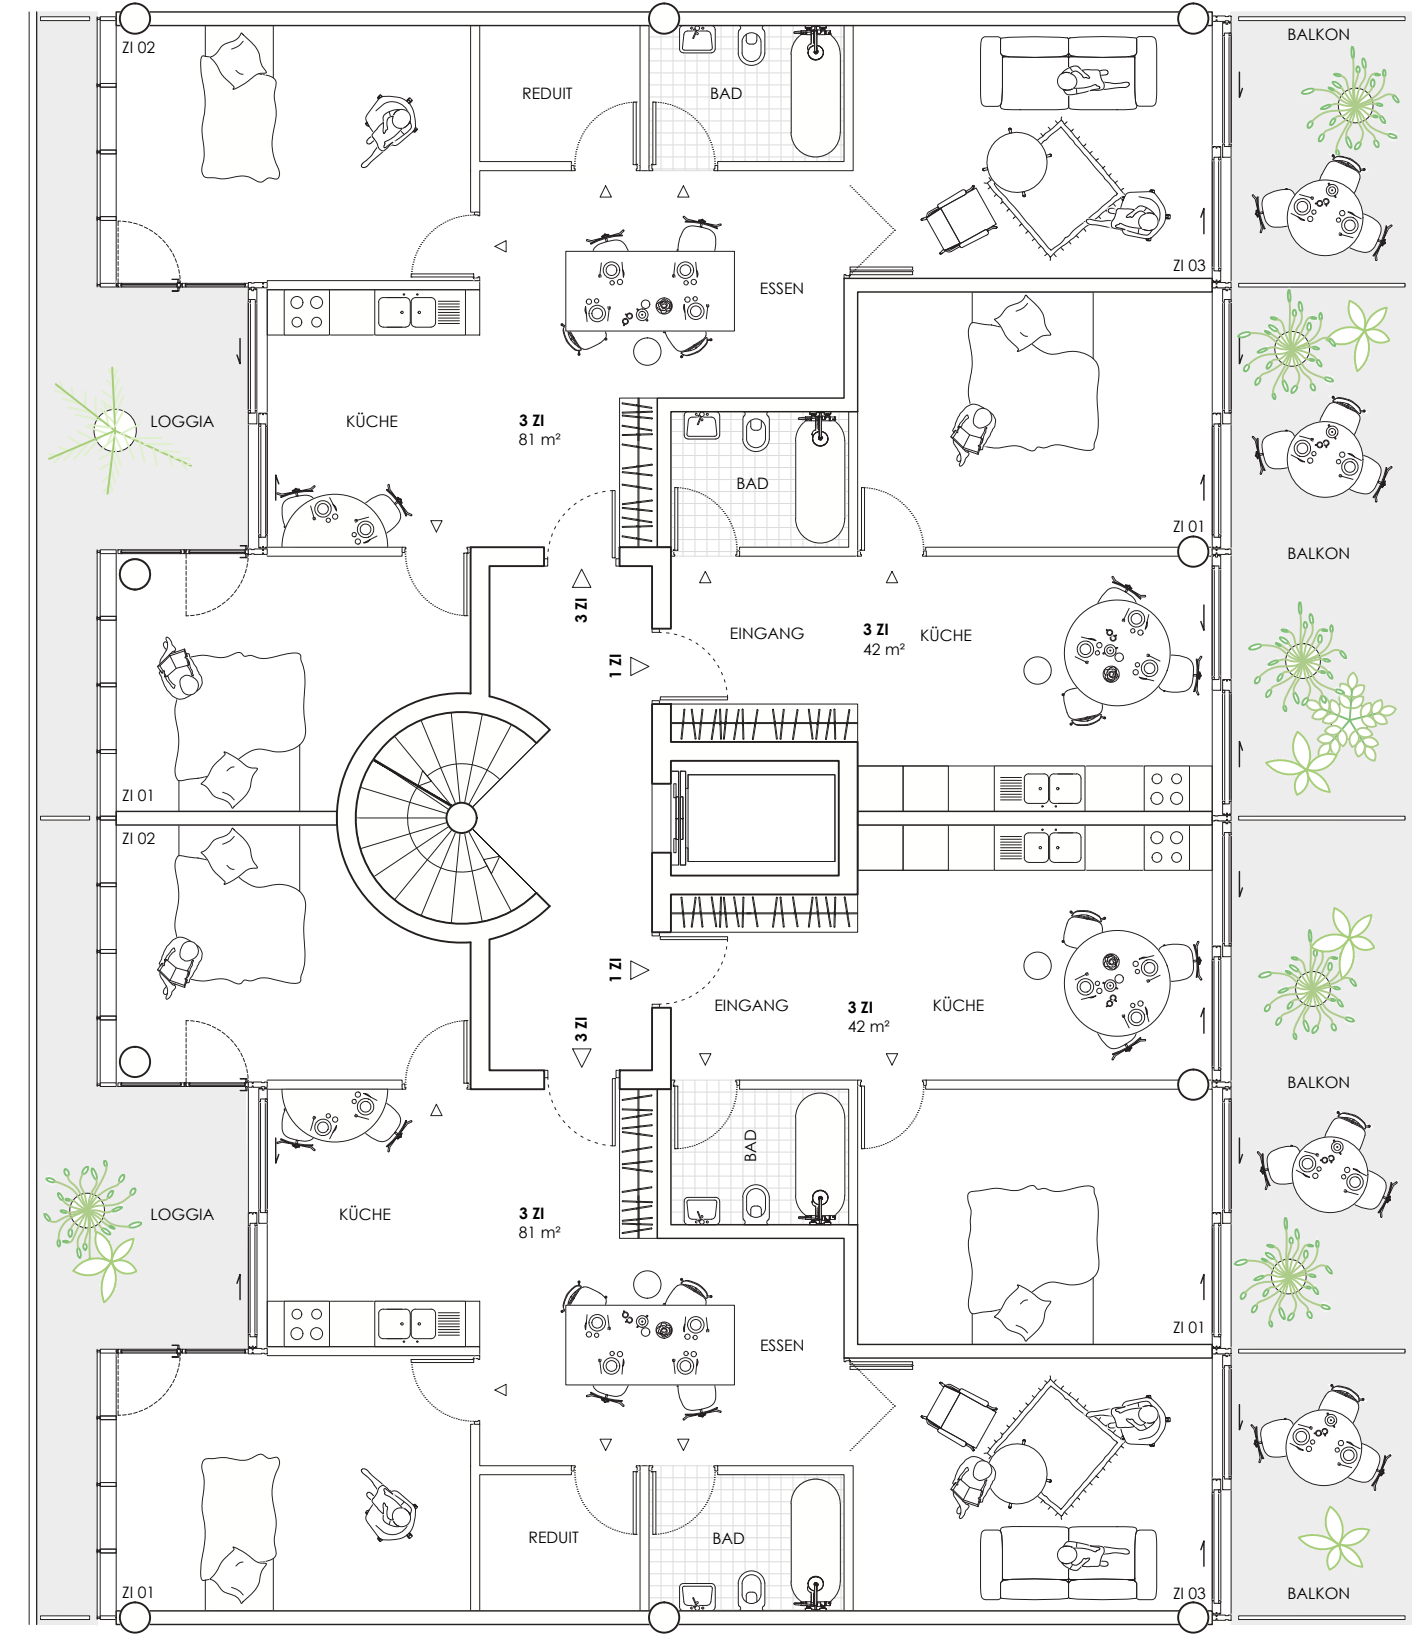 BALKON
ZI 02
REDUIT
BAD
ZI 03
ESSEN
LOGGIA
KÜCHE
3 ZI
81 m²
BAD
ZI 01
BALKON
3 ZI
EINGANG
3 ZI
42 m²
KÜCHE
1 ZI
ZI 01
ZI 02
1 ZI
EINGANG
3 ZI
42 m²
KÜCHE
3 ZI
BALKON
BAD
LOGGIA
KÜCHE
3 ZI
81 m²
ZI 01
ESSEN
REDUIT
BAD
ZI 01
ZI 03
BALKON